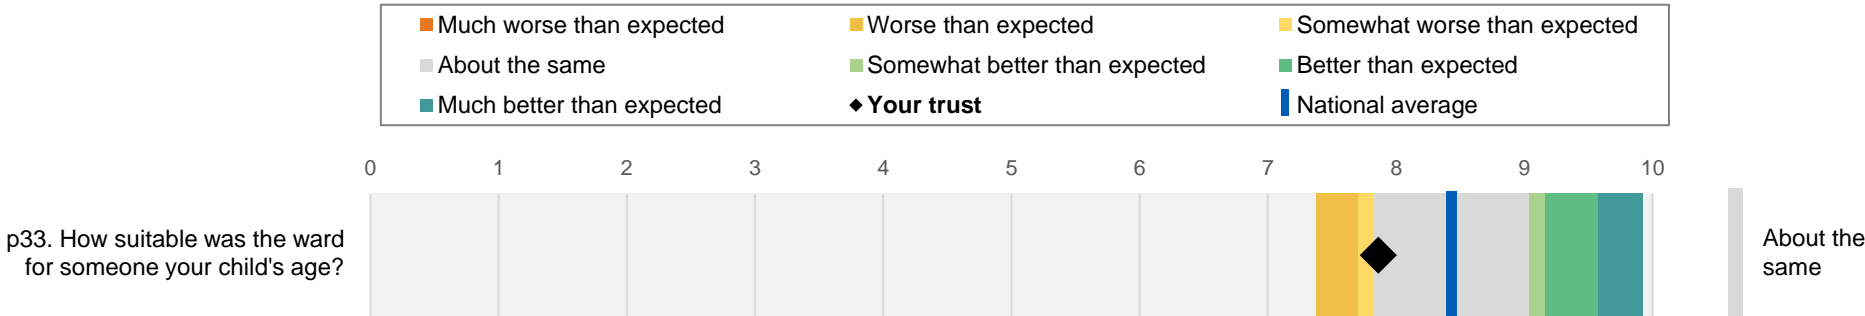 Much worse than expected
Worse than expected
Somewhat worse than expected
About the same
Somewhat better than expected
Better than expected
Much better than expected
Your trust
National average
0 1 2 3 4 5 6 7 8 9 10
p33. How suitable was the ward
for someone your child's age?
About the
same